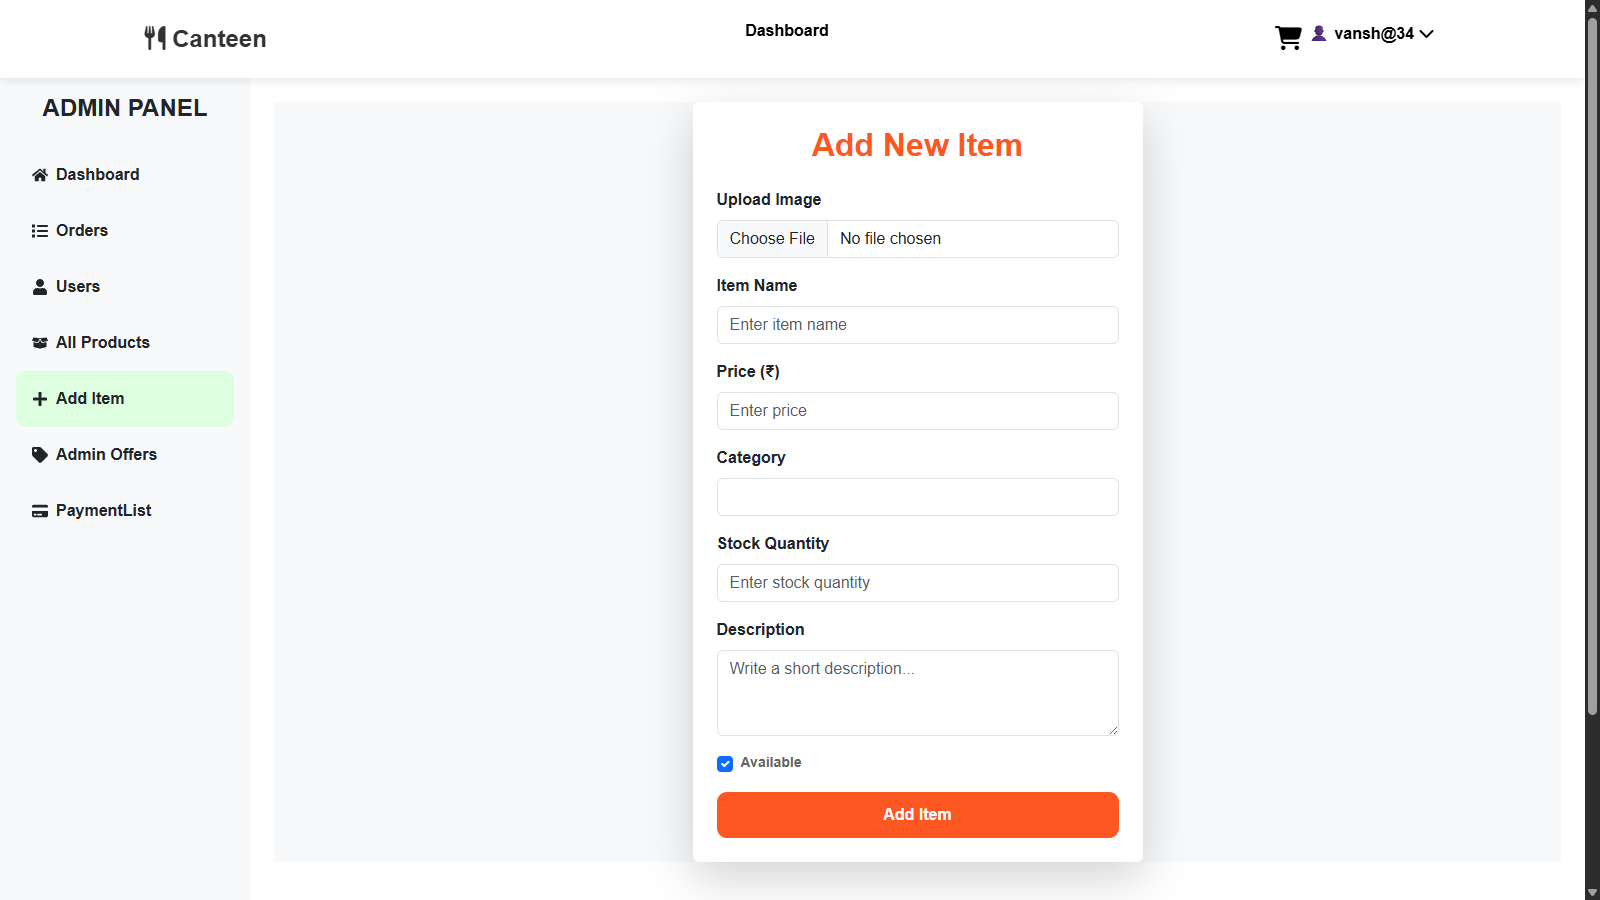 Canteen
Dashboard
vansh@34
ADMIN PANEL
Dashboard
Orders
Users
All Products
Add Item
Admin Offers
PaymentList
Add New Item
Upload Image
Choose File No file chosen
Item Name
Enter item name
Price (₹)
Enter price
Category
Stock Quantity
Enter stock quantity
Description
Write a short description...
Available
Add Item